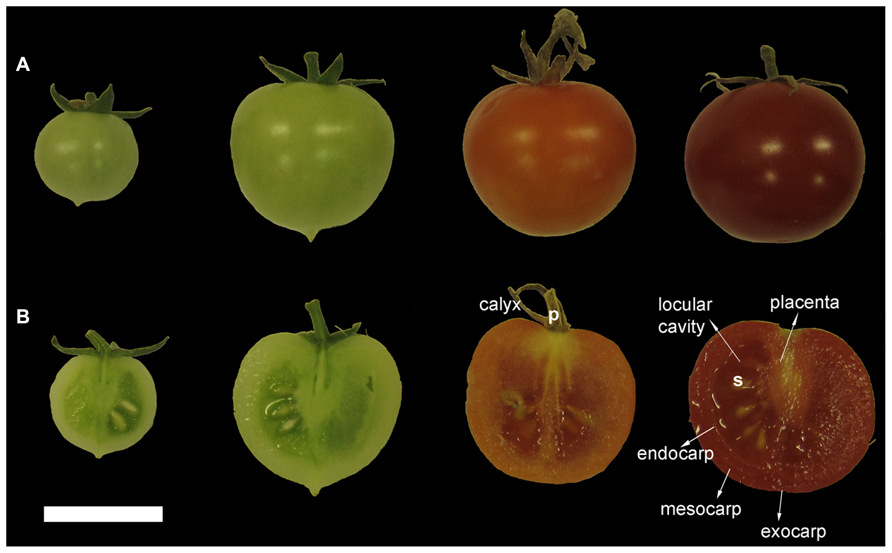 A
B
calyx
p
locular
cavity
placenta
s
endocarp
mesocarp
exocarp